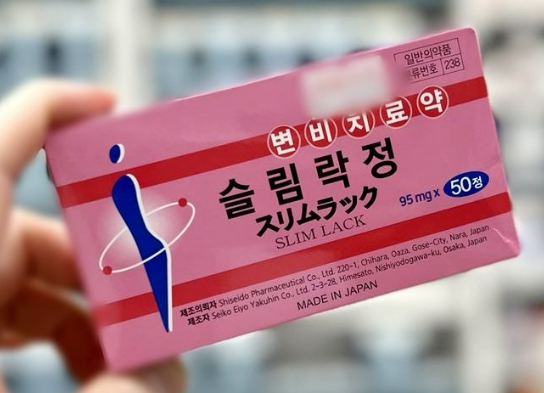 일반의약품
분류번호 238
변비치료약
슬림락정
スリムラック
SLIM LACK
95 mg x 50정
제조의뢰자 Shiseido Pharmaceutical Co., Ltd. 220-1, Chihara, Oaza, Gose-City, Nara, Japan
제조자 Seiko Eiyo Yakuhin Co., Ltd. 2-3-28, Himesato, Nishiyodogawa-ku, Osaka, Japan
MADE IN JAPAN